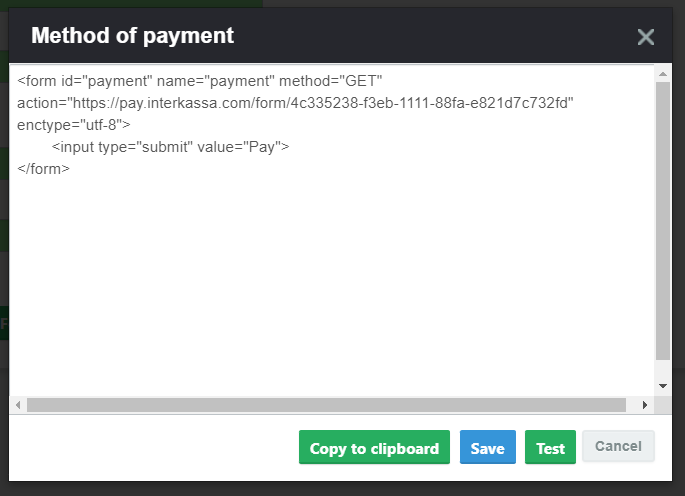 Method of payment
<form id="payment" name="payment" method="GET"
action="https://pay.interkassa.com/form/4c335238-f3eb-1111-88fa-e821d7c732fd"
enctype="utf-8">
<input type="submit" value="Pay">
</form>
Copy to clipboard Save Test Cancel